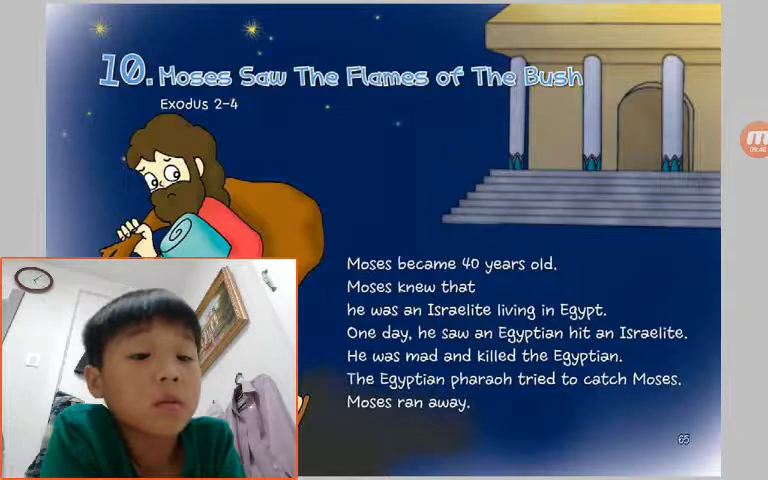 10. Moses Saw The Flames of The Bush
Exodus 2-4
Moses became 40 years old.
Moses knew that
he was an Israelite living in Egypt.
One day, he saw an Egyptian hit an Israelite.
He was mad and killed the Egyptian.
The Egyptian pharaoh tried to catch Moses.
Moses ran away.
65
09:40